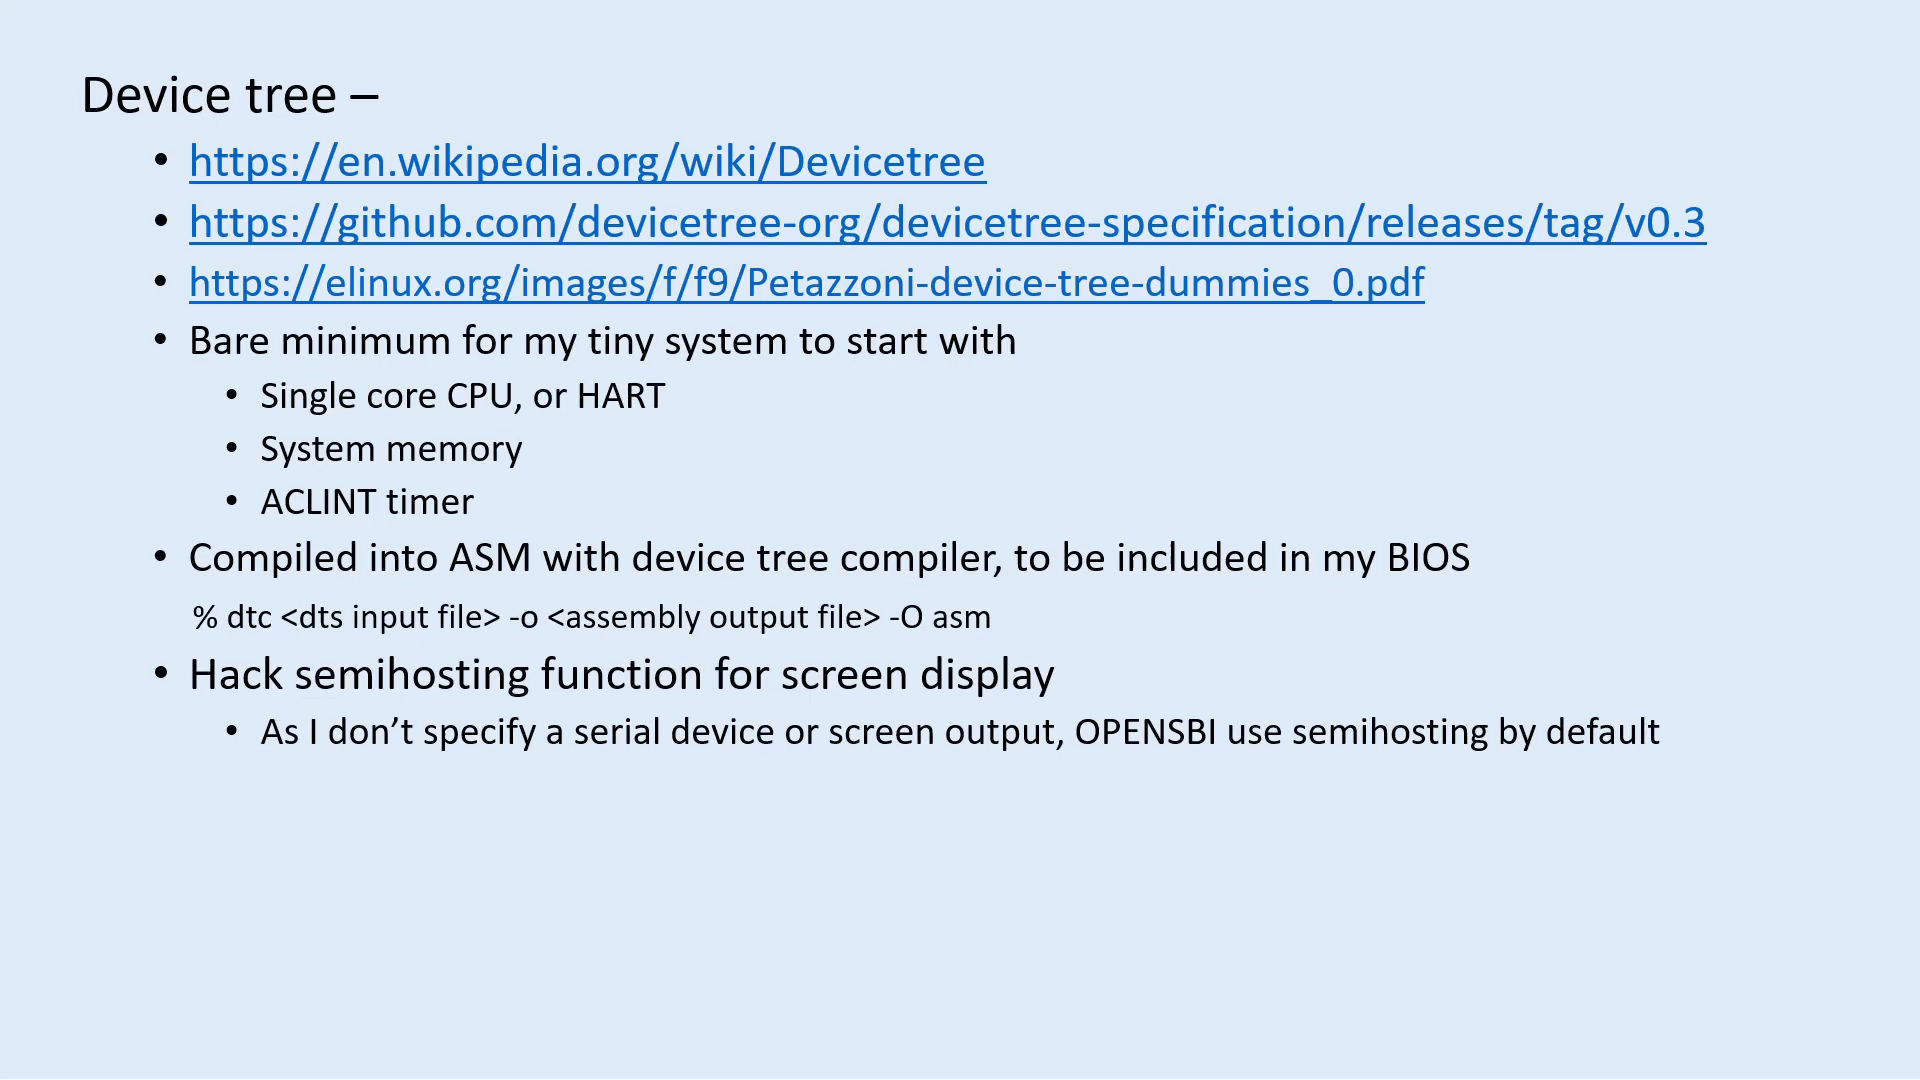 Device tree –
• https://en.wikipedia.org/wiki/Devicetree
• https://github.com/devicetree-org/devicetree-specification/releases/tag/v0.3
• https://elinux.org/images/f/f9/Petazzoni-device-tree-dummies_0.pdf
• Bare minimum for my tiny system to start with
• Single core CPU, or HART
• System memory
• ACLINT timer
• Compiled into ASM with device tree compiler, to be included in my BIOS
% dtc <dts input file> -o <assembly output file> -O asm
• Hack semihosting function for screen display
• As I don’t specify a serial device or screen output, OPENSBI use semihosting by default